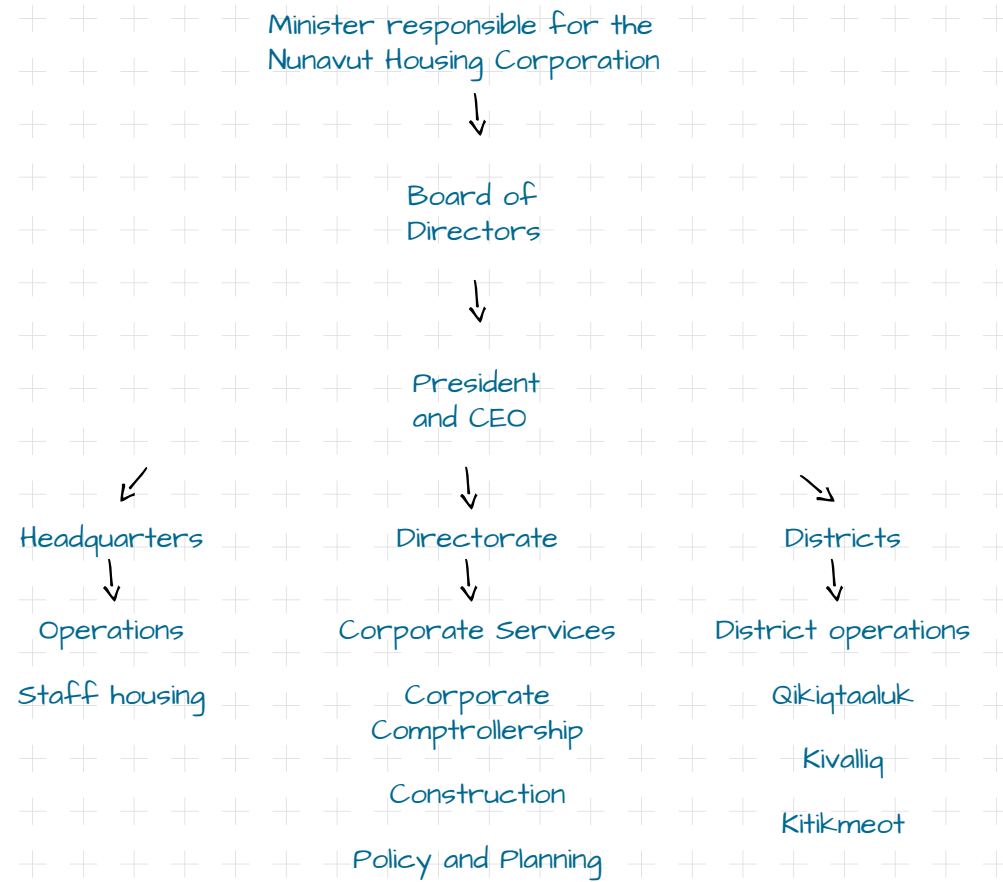 Minister responsible for the
Nunavut Housing Corporation
Board of
Directors
President
and CEO
Headquarters
Directorate
Districts
Operations
Corporate Services
District operations
Staff housing
Corporate
Comptrollership
Qikiqtaaluk
Kivalliq
Construction
Kitikmeot
Policy and Planning